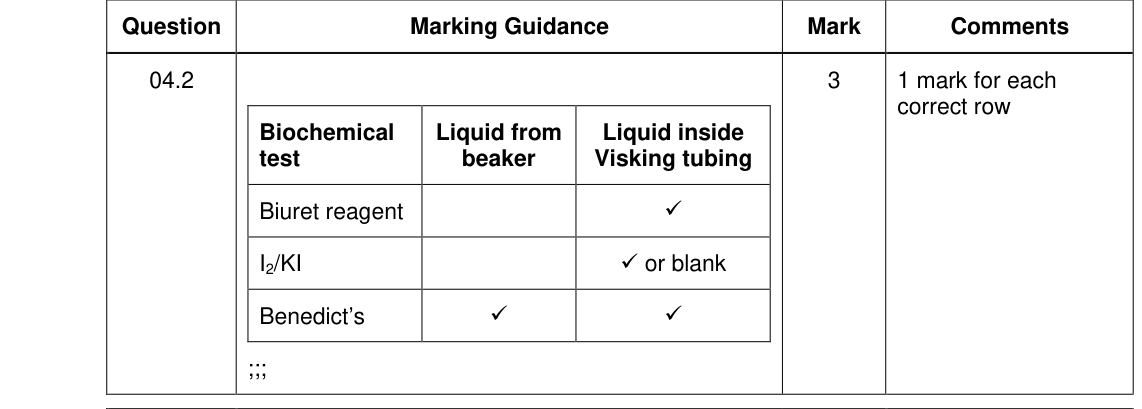 Question Marking Guidance Mark Comments
04.2 3 1 mark for each
correct row
Biochemical
test
Liquid from
beaker
Liquid inside
Visking tubing
Biuret reagent ✓
I₂/KI ✓ or blank
Benedict's ✓ ✓
;;;